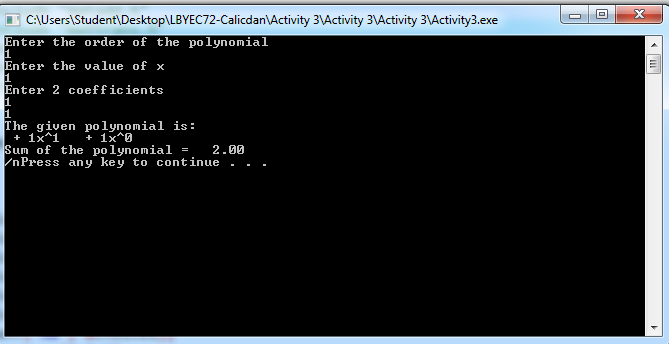 C:\Users\Student\Desktop\LBYEC72-Calicdan\Activity 3\Activity 3\Activity 3\Activity3.exe
Enter the order of the polynomial
1
Enter the value of x
1
Enter 2 coefficients
1
1
The given polynomial is:
+ 1x^1 + 1x^0
Sum of the polynomial = 2.00
/nPress any key to continue . . .